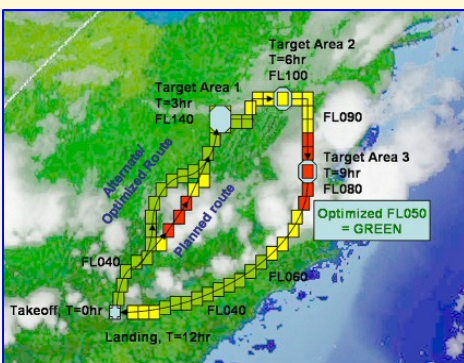 Target Area 2
T=6hr
FL100
Target Area 1
T=3hr
FL140
FL090
Target Area 3
T=9hr
FL080
Alternate/
Optimized Route
Planned route
Optimized FL050
= GREEN
FL040
FL060
FL040
Takeoff, T=0hr
Landing, T=12hr